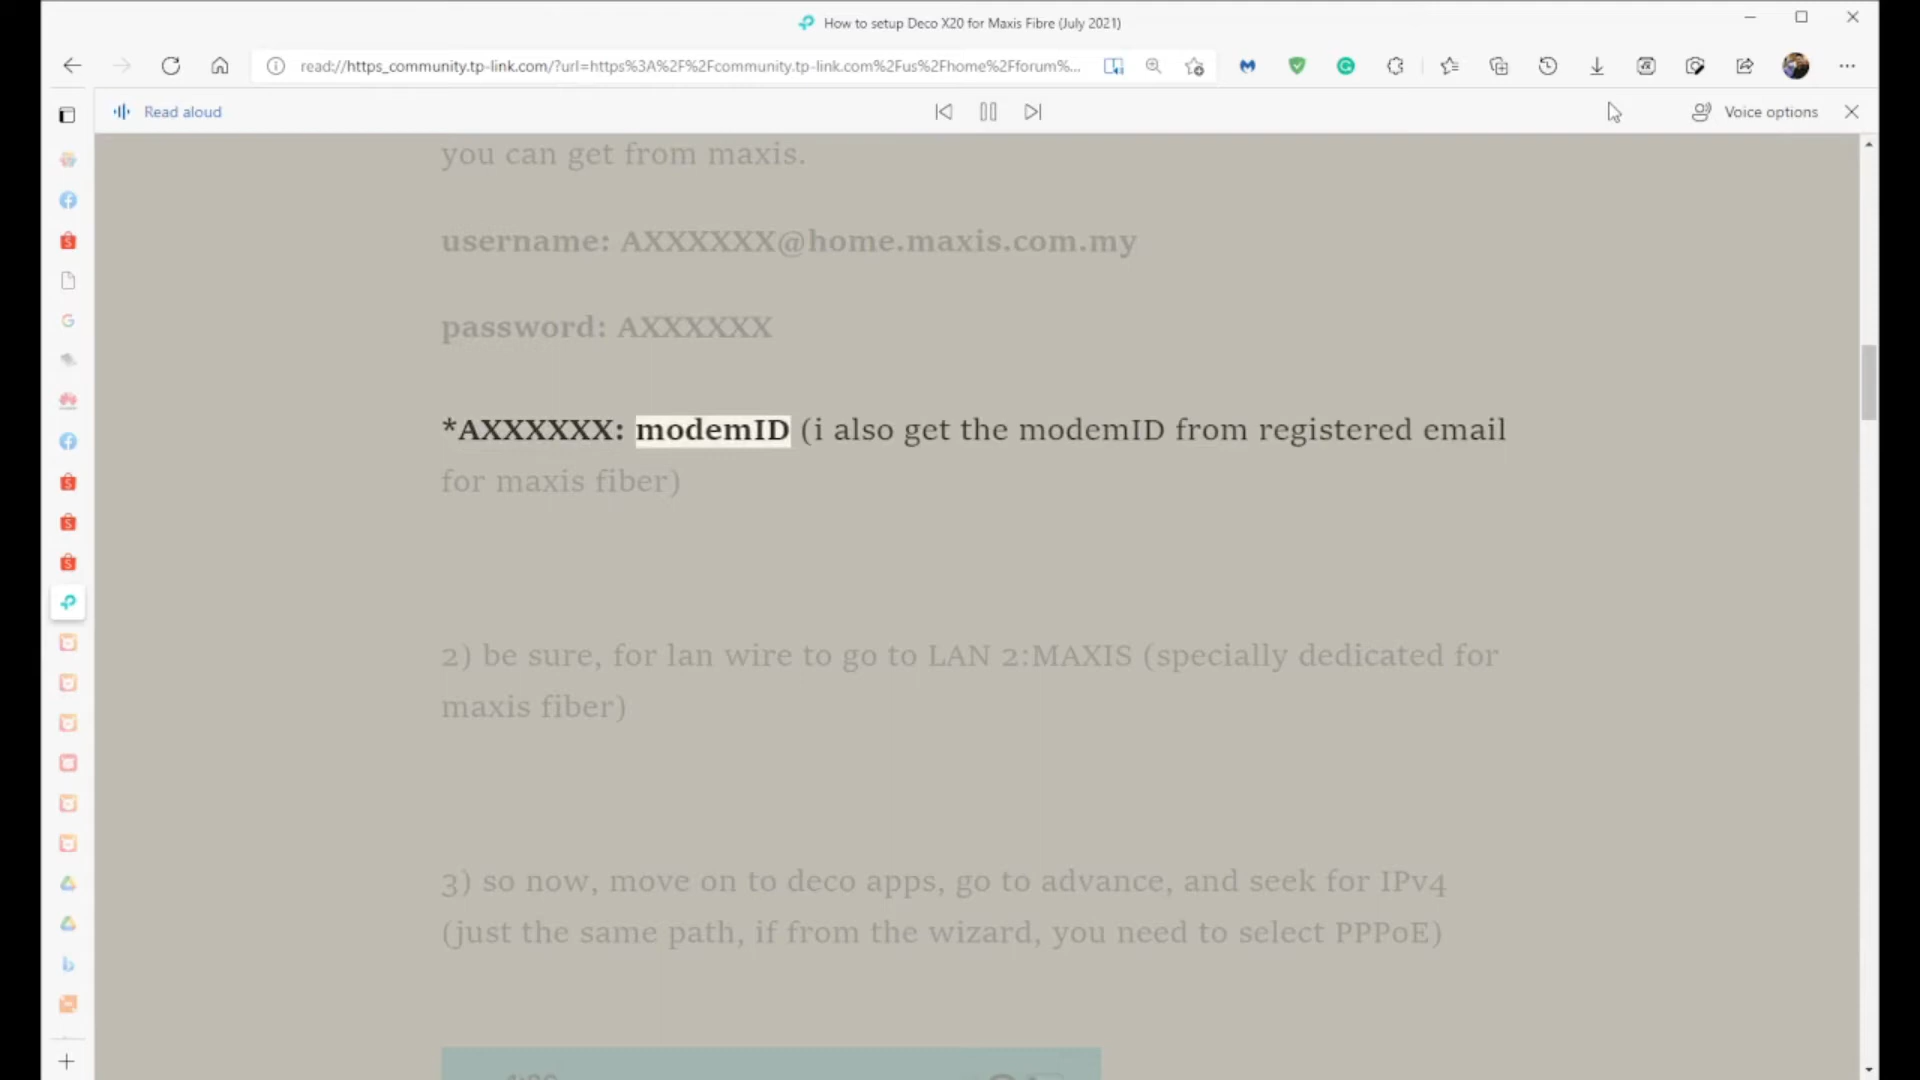 How to setup Deco X20 for Maxis Fibre (July 2021)
read://https_community.tp-link.com/?url=https%3A%2F%2Fcommunity.tp-link.com%2Fus%2Fhome%2Fforum%...
Read aloud
Voice options
you can get from maxis.
username: AXXXXXX@home.maxis.com.my
password: AXXXXXX
*AXXXXXX: modemID (i also get the modemID from registered email
for maxis fiber)
2) be sure, for lan wire to go to LAN 2:MAXIS (specially dedicated for
maxis fiber)
3) so now, move on to deco apps, go to advance, and seek for IPv4
(just the same path, if from the wizard, you need to select PPPoE)